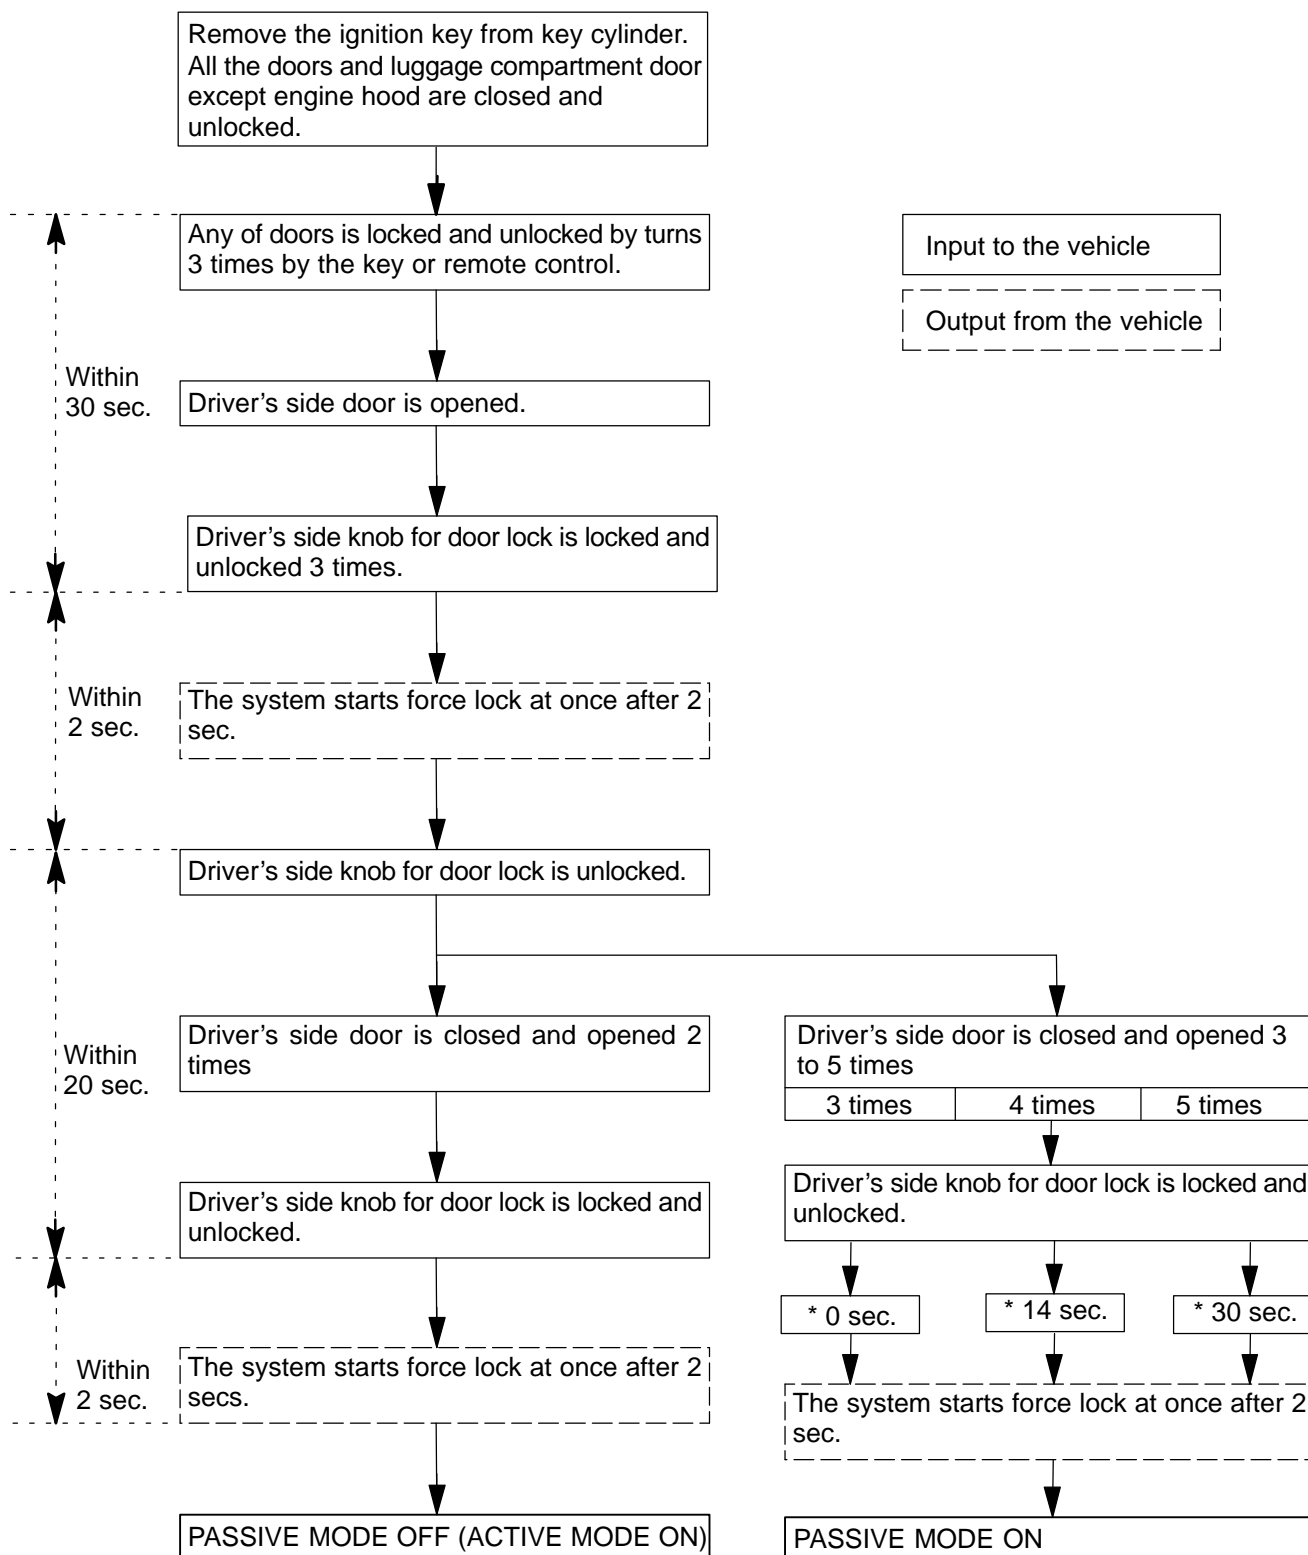 Remove the ignition key from key cylinder.
All the doors and luggage compartment door
except engine hood are closed and
unlocked.
Any of doors is locked and unlocked by turns
3 times by the key or remote control.
Input to the vehicle
Output from the vehicle
Within
30 sec.
Driver's side door is opened.
Driver's side knob for door lock is locked and
unlocked 3 times.
Within
2 sec.
The system starts force lock at once after 2
sec.
Driver's side knob for door lock is unlocked.
Within
20 sec.
Driver's side door is closed and opened 2
times
Driver's side door is closed and opened 3
to 5 times
3 times
4 times
5 times
Driver's side knob for door lock is locked and
unlocked.
Driver's side knob for door lock is locked and
unlocked.
* 0 sec.
* 14 sec.
* 30 sec.
Within
2 sec.
The system starts force lock at once after 2
secs.
The system starts force lock at once after 2
sec.
PASSIVE MODE OFF (ACTIVE MODE ON)
PASSIVE MODE ON